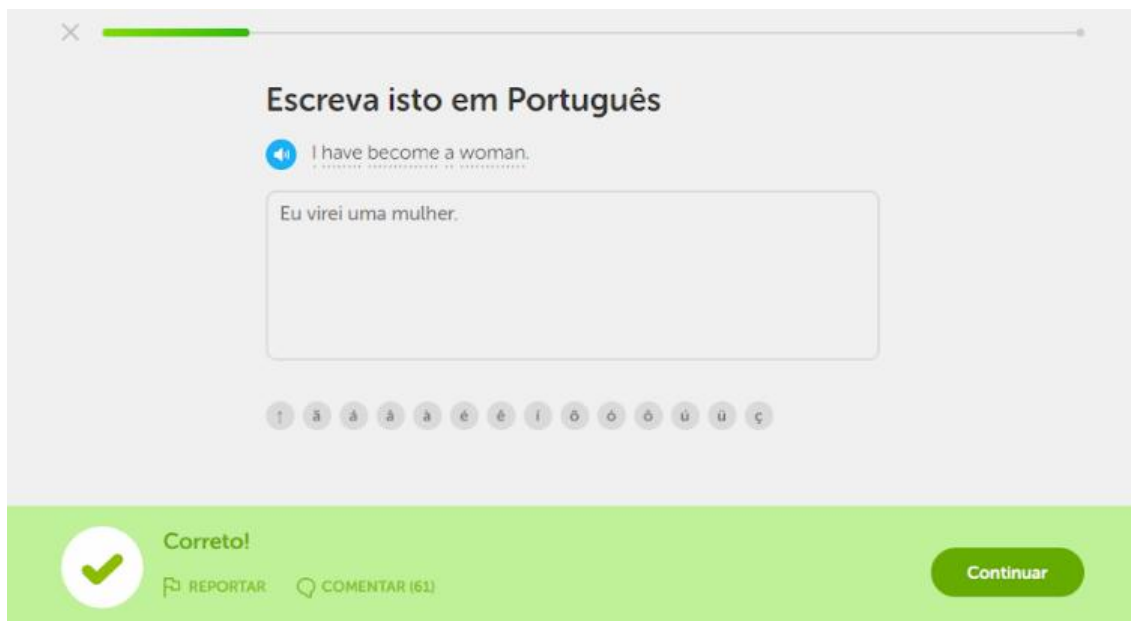 Escreva isto em Português
I have become a woman.
Eu virei uma mulher.
↑ ã á â à é ê í õ ó ô ú ü ç
Correto!
REPORTAR COMENTAR (61)
Continuar